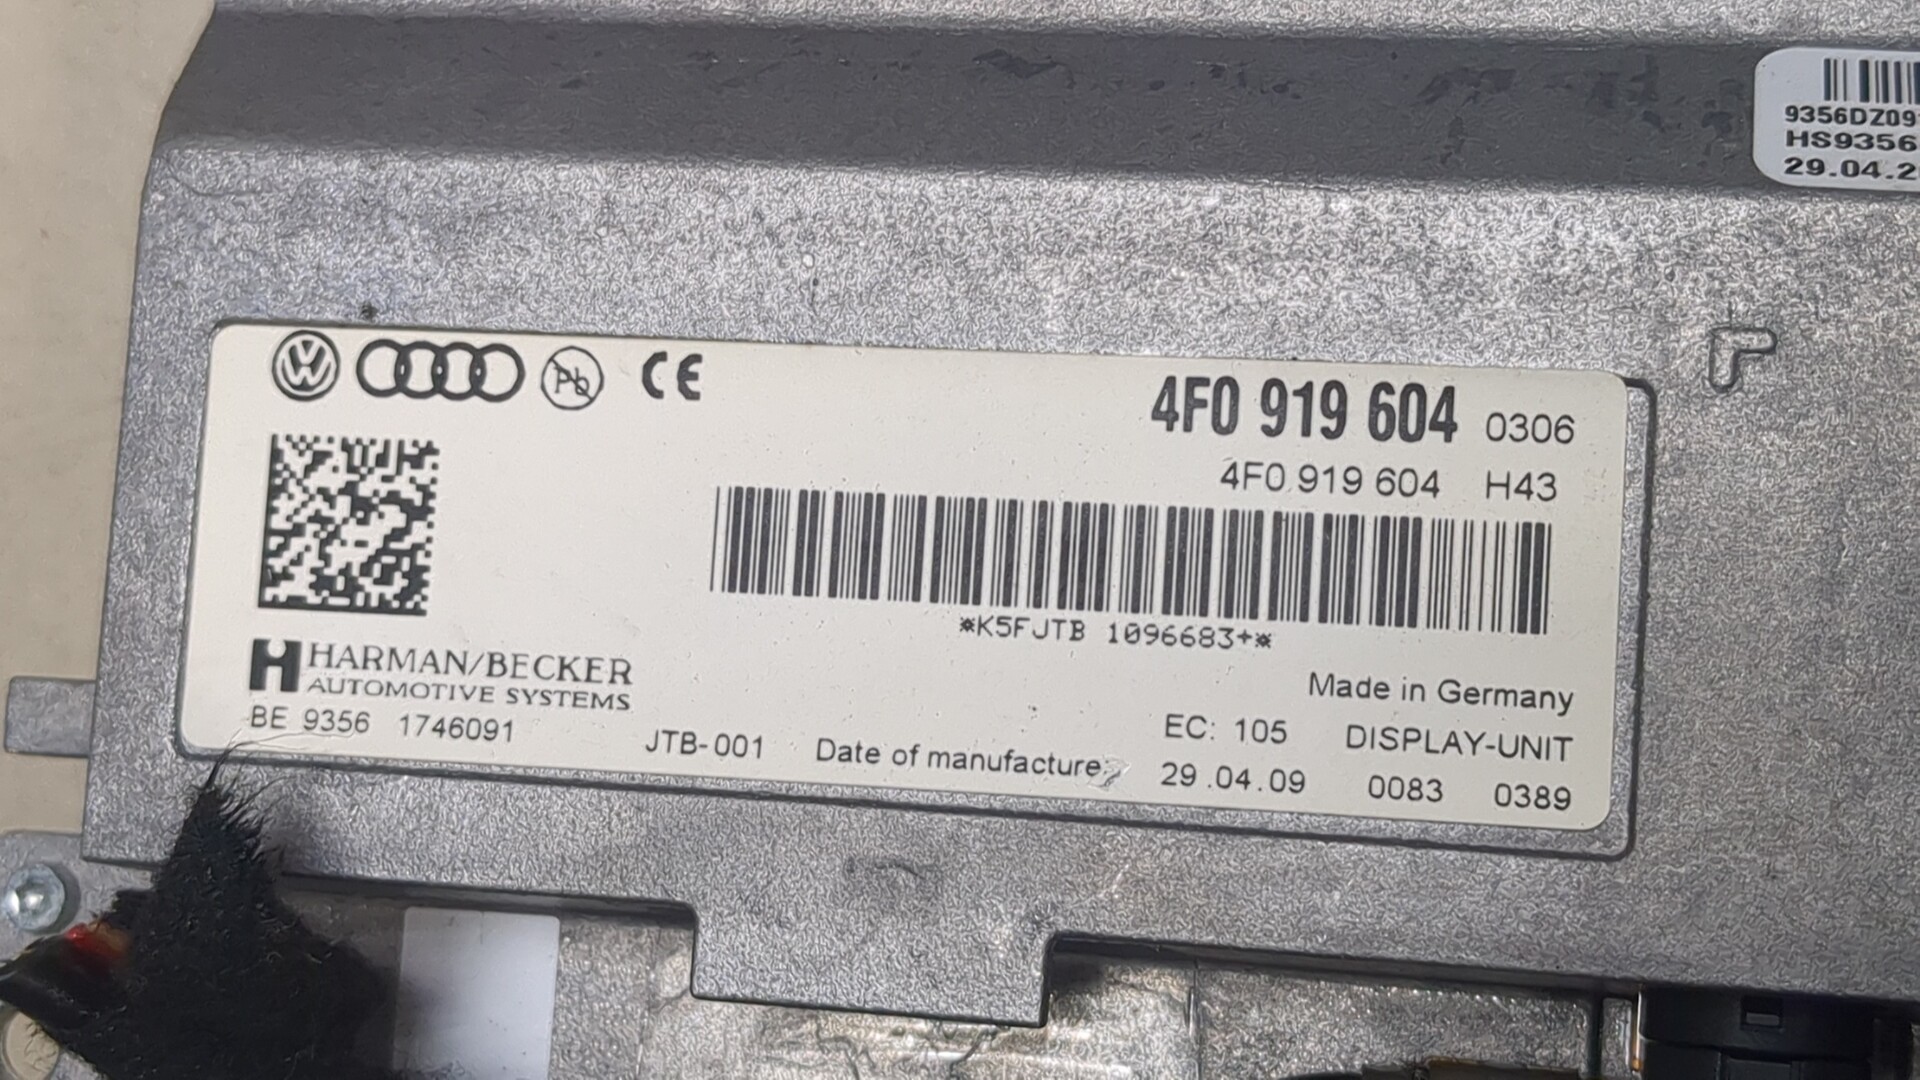 9356DZ09
HS9356
29.04.2
Pb CE
4F0 919 604 0306
4F0 919 604 H43
*K5FJTB 1096683+*
HARMAN/BECKER
AUTOMOTIVE SYSTEMS
Made in Germany
BE 9356 1746091
JTB-001
EC: 105 DISPLAY-UNIT
Date of manufacture: 29.04.09 0083 0389